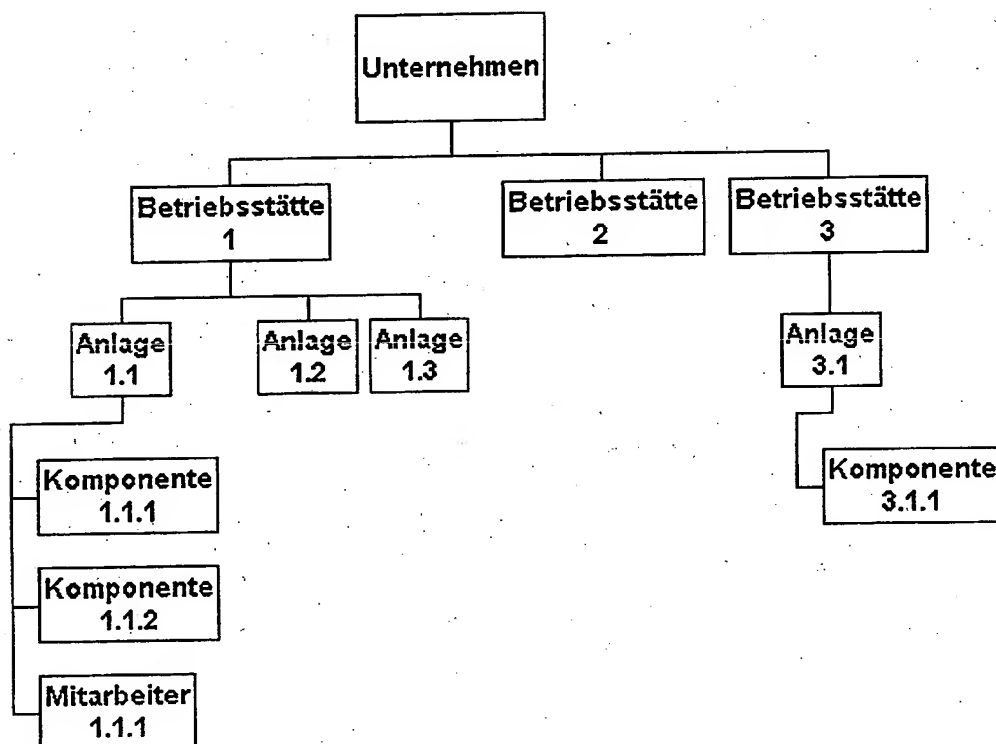 Unternehmen
Betriebsstätte
1
Betriebsstätte
2
Betriebsstätte
3
Anlage
1.1
Anlage
1.2
Anlage
1.3
Anlage
3.1
Komponente
1.1.1
Komponente
3.1.1
Komponente
1.1.2
Mitarbeiter
1.1.1